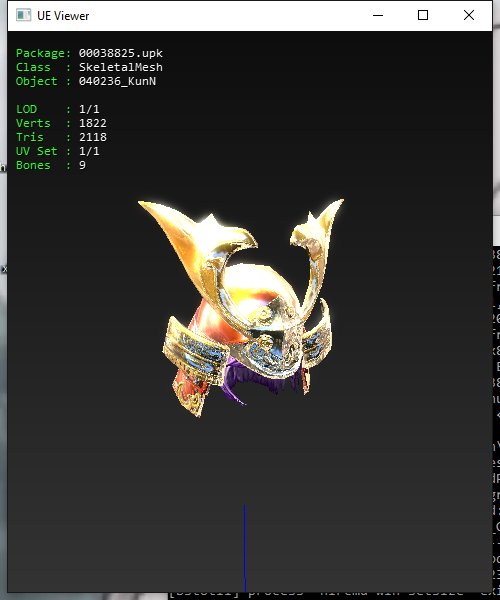 UE Viewer
Package: 00038825.upk
Class : SkeletalMesh
Object : 040236_KunN
LOD : 1/1
Verts : 1822
Tris : 2118
UV Set : 1/1
Bones : 9